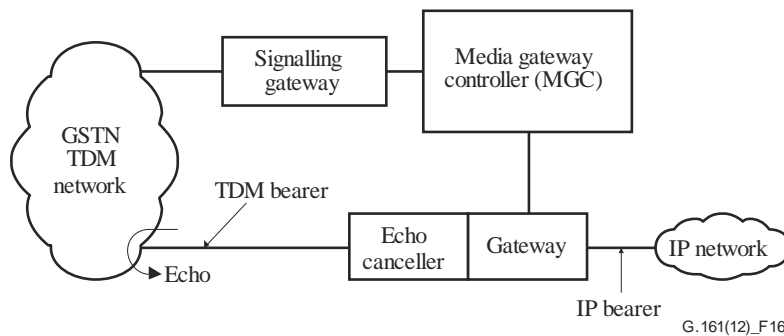 Signalling
gateway
Media gateway
controller (MGC)
GSTN
TDM
network
TDM bearer
Echo
Echo
canceller
Gateway
IP network
IP bearer
G.161(12)_F16